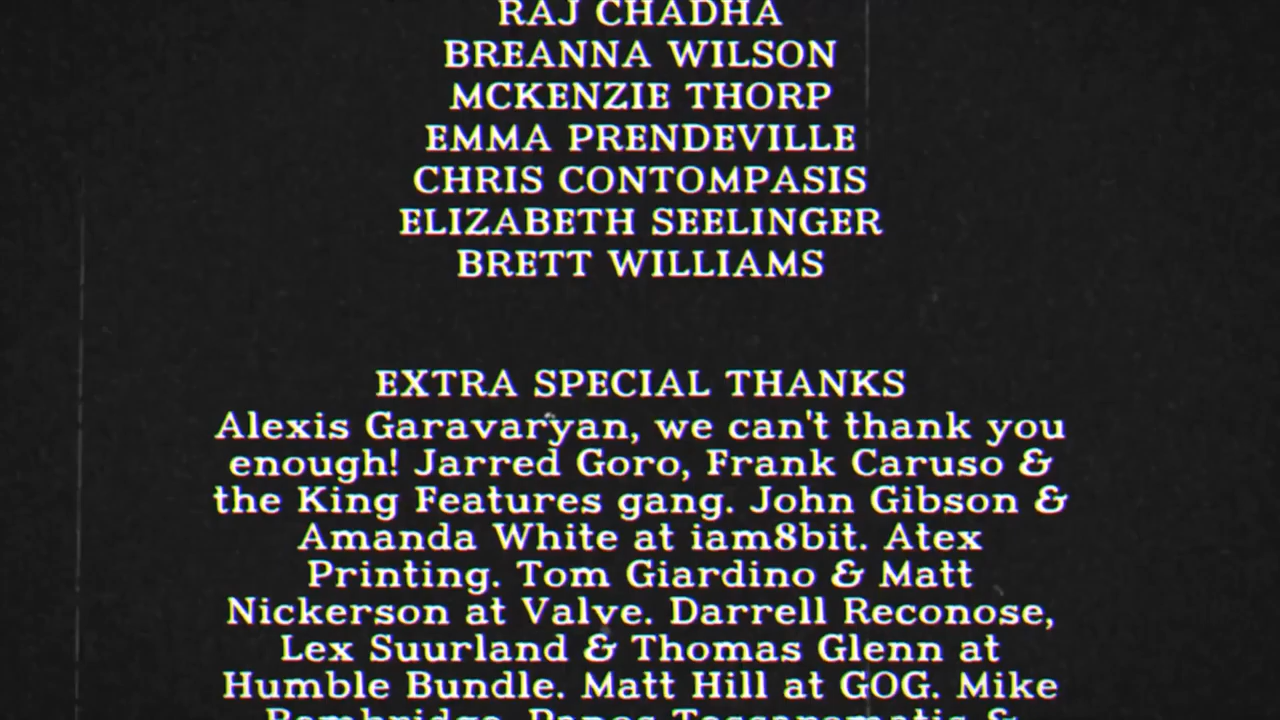 RAJ CHADHA
BREANNA WILSON
MCKENZIE THORP
EMMA PRENDEVILLE
CHRIS CONTOMPASIS
ELIZABETH SEELINGER
BRETT WILLIAMS
EXTRA SPECIAL THANKS
Alexis Garavaryan, we can't thank you
enough! Jarred Goro, Frank Caruso &
the King Features gang. John Gibson &
Amanda White at iam8bit. Atex
Printing. Tom Giardino & Matt
Nickerson at Valve. Darrell Reconose,
Lex Suurland & Thomas Glenn at
Humble Bundle. Matt Hill at GOG. Mike